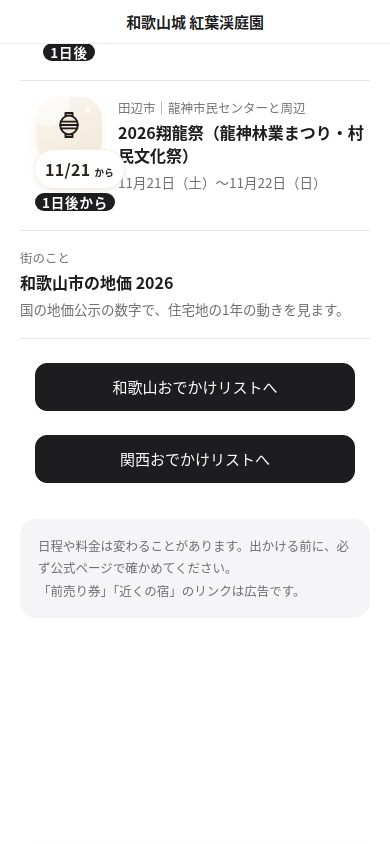 和歌山城 紅葉渓庭園
1日後
田辺市｜龍神市民センターと周辺
2026翔龍祭（龍神林業まつり・村
民文化祭）
11月21日（土）〜11月22日（日）
11/21 から
1日後から
街のこと
和歌山市の地価 2026
国の地価公示の数字で、住宅地の1年の動きを見ます。
和歌山おでかけリストへ
関西おでかけリストへ
日程や料金は変わることがあります。出かける前に、必
ず公式ページで確かめてください。
「前売り券」「近くの宿」のリンクは広告です。